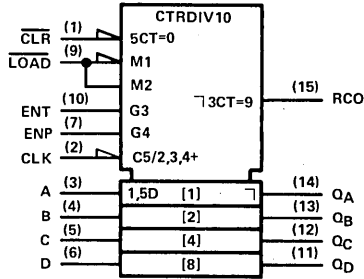 CTRDIV10
CLR (1) 5CT=0
LOAD (9) M1
M2
(15) RCO
ENT (10) G3 ㄱ3CT=9
ENP (7) G4
CLK (2) C5/2,3,4+
A (3) 1,5D [1] ㄱ (14) QA
B (4) [2] (13) QB
C (5) [4] (12) QC
D (6) [8] (11) QD